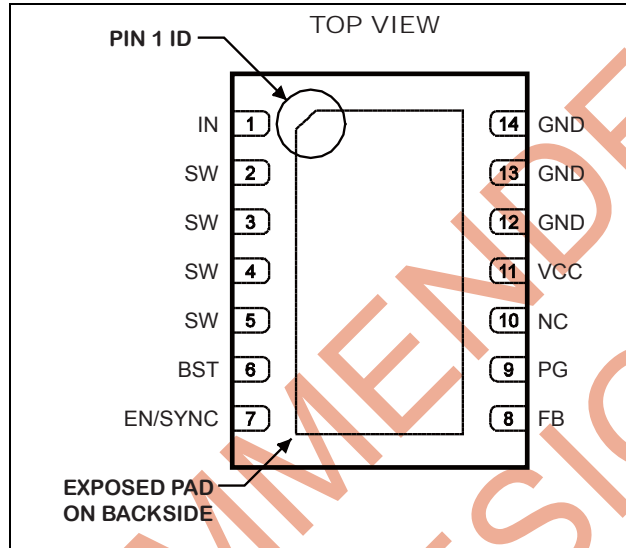 TOP VIEW
PIN 1 ID
IN 1
SW 2
SW 3
SW 4
SW 5
BST 6
EN/SYNC 7
14 GND
13 GND
12 GND
11 VCC
10 NC
9 PG
8 FB
EXPOSED PAD
ON BACKSIDE